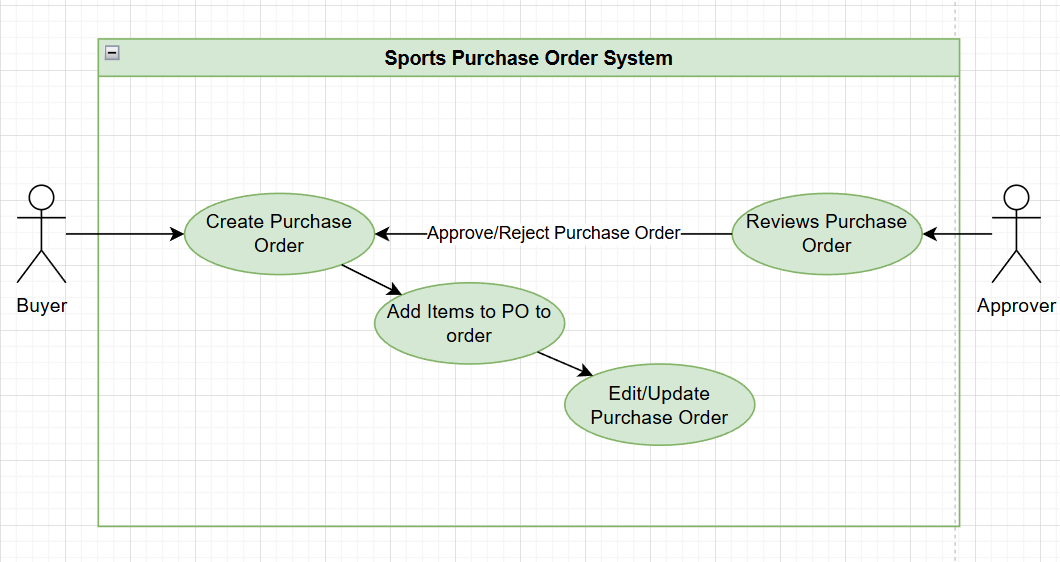 Sports Purchase Order System
Create Purchase
Order
Approve/Reject Purchase Order
Reviews Purchase
Order
Buyer
Approver
Add Items to PO to
order
Edit/Update
Purchase Order